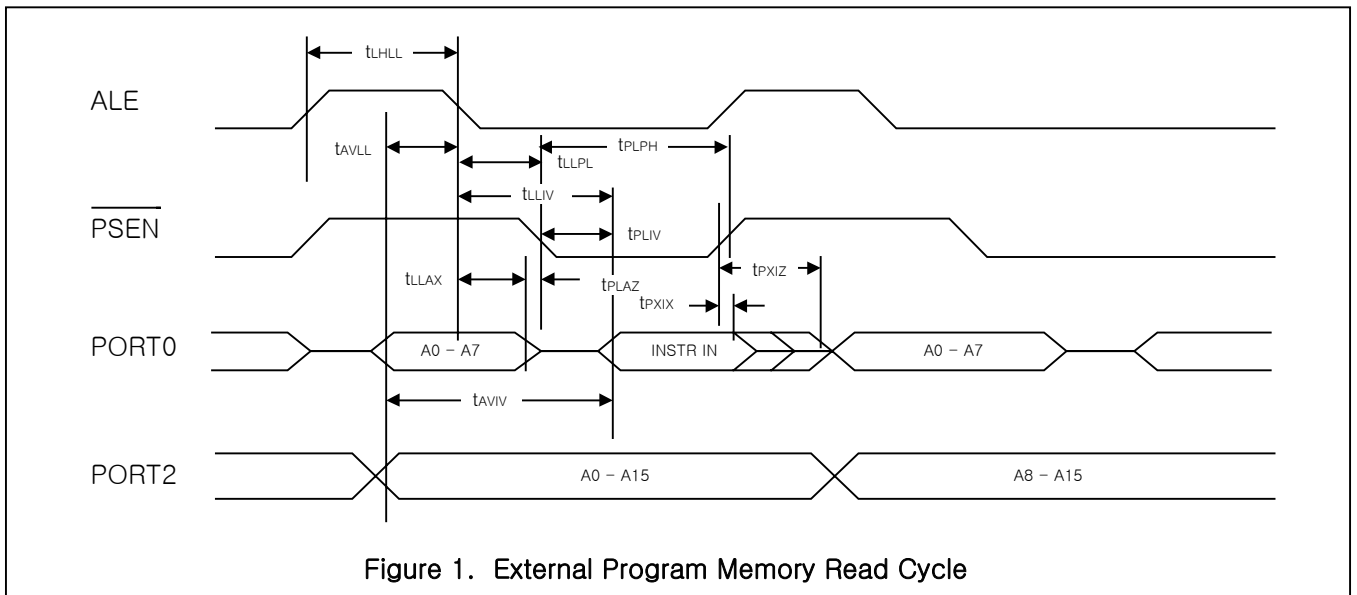 tLHLL
ALE
tAVLL
tPLPH
tLLPL
tLLIV
PSEN
tPLIV
tLLAX
tPXIZ
tPLAZ
tPXIX
PORT0
A0 - A7
INSTR IN
A0 - A7
tAVIV
PORT2
A0 - A15
A8 - A15
Figure 1. External Program Memory Read Cycle